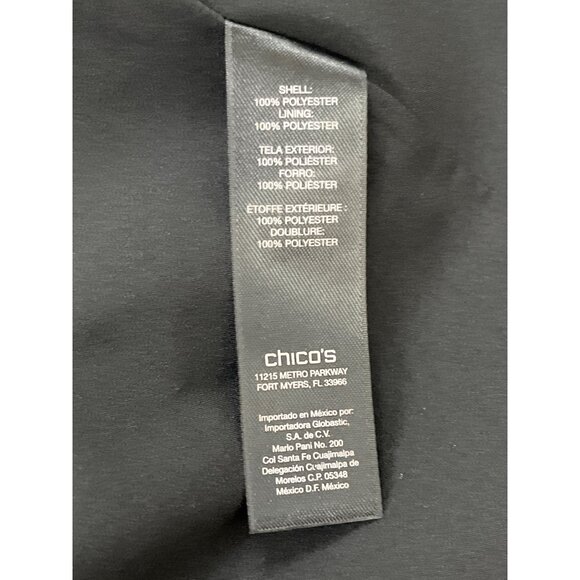 SHELL:
100% POLYESTER
LINING:
100% POLYESTER
TELA EXTERIOR:
100% POLIÉSTER
FORRO:
100% POLIÉSTER
ÉTOFFE EXTÉRIEURE :
100% POLYESTER
DOUBLURE:
100% POLYESTER
chico's
11215 METRO PARKWAY
FORT MYERS, FL 33966
Importado en México por:
Importadora Globastic,
S.A. de C.V.
Mario Pani No. 200
Col Santa Fe Cuajimalpa
Delegación Cuajimalpa de
Morelos C.P. 05348
México D.F. México